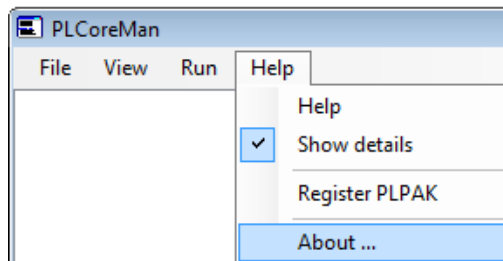 PLCoreMan
File View Run Help
Help
Show details
Register PLPAK
About ...